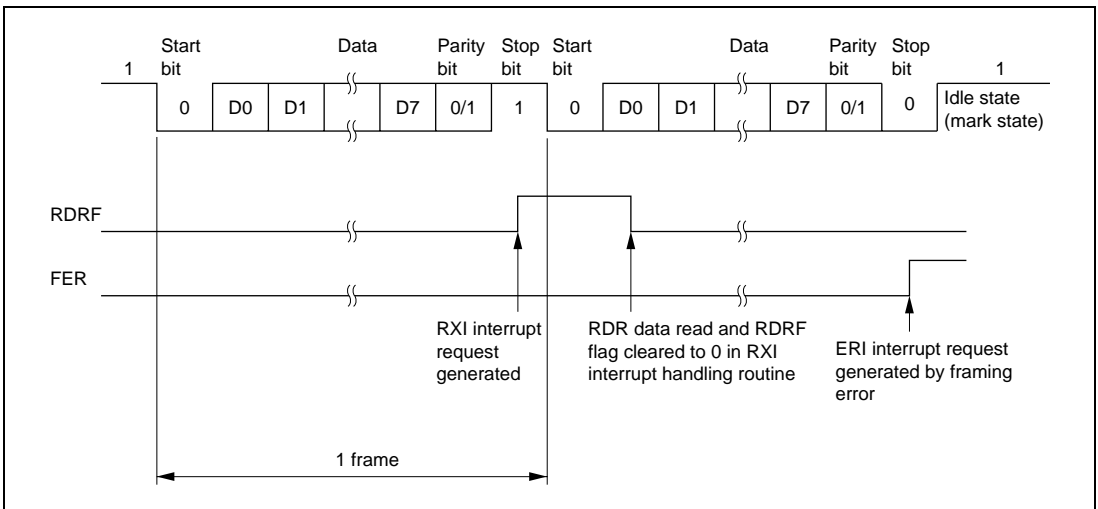 Start bit
Data
Parity bit
Stop bit
Start bit
Data
Parity bit
Stop bit
1
0
D0
D1
D7
0/1
1
0
D0
D1
D7
0/1
0
1
Idle state
(mark state)
RDRF
FER
RXI interrupt
request
generated
RDR data read and RDRF
flag cleared to 0 in RXI
interrupt handling routine
ERI interrupt request
generated by framing
error
1 frame